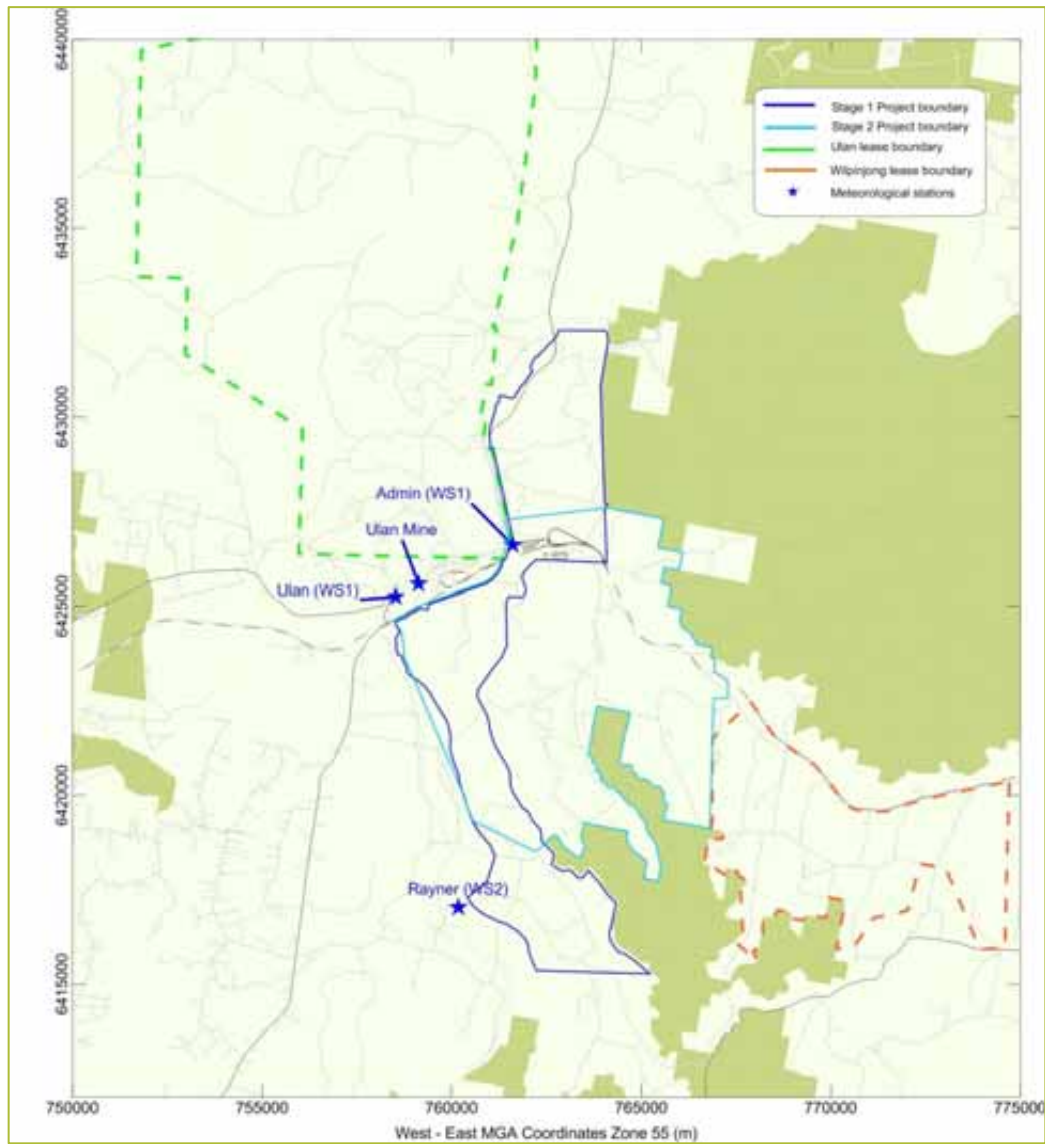 6440000
Stage 1 Project boundary
Stage 2 Project boundary
Ulan lease boundary
Wilpinjong lease boundary
Meteorological stations
6435000
6430000
Admin (WS1)
Ulan Mine
Ulan (WS1)
6425000
6420000
Rayner (WS2)
6415000
750000 755000 760000 765000 770000 775000
West - East MGA Coordinates Zone 55 (m)